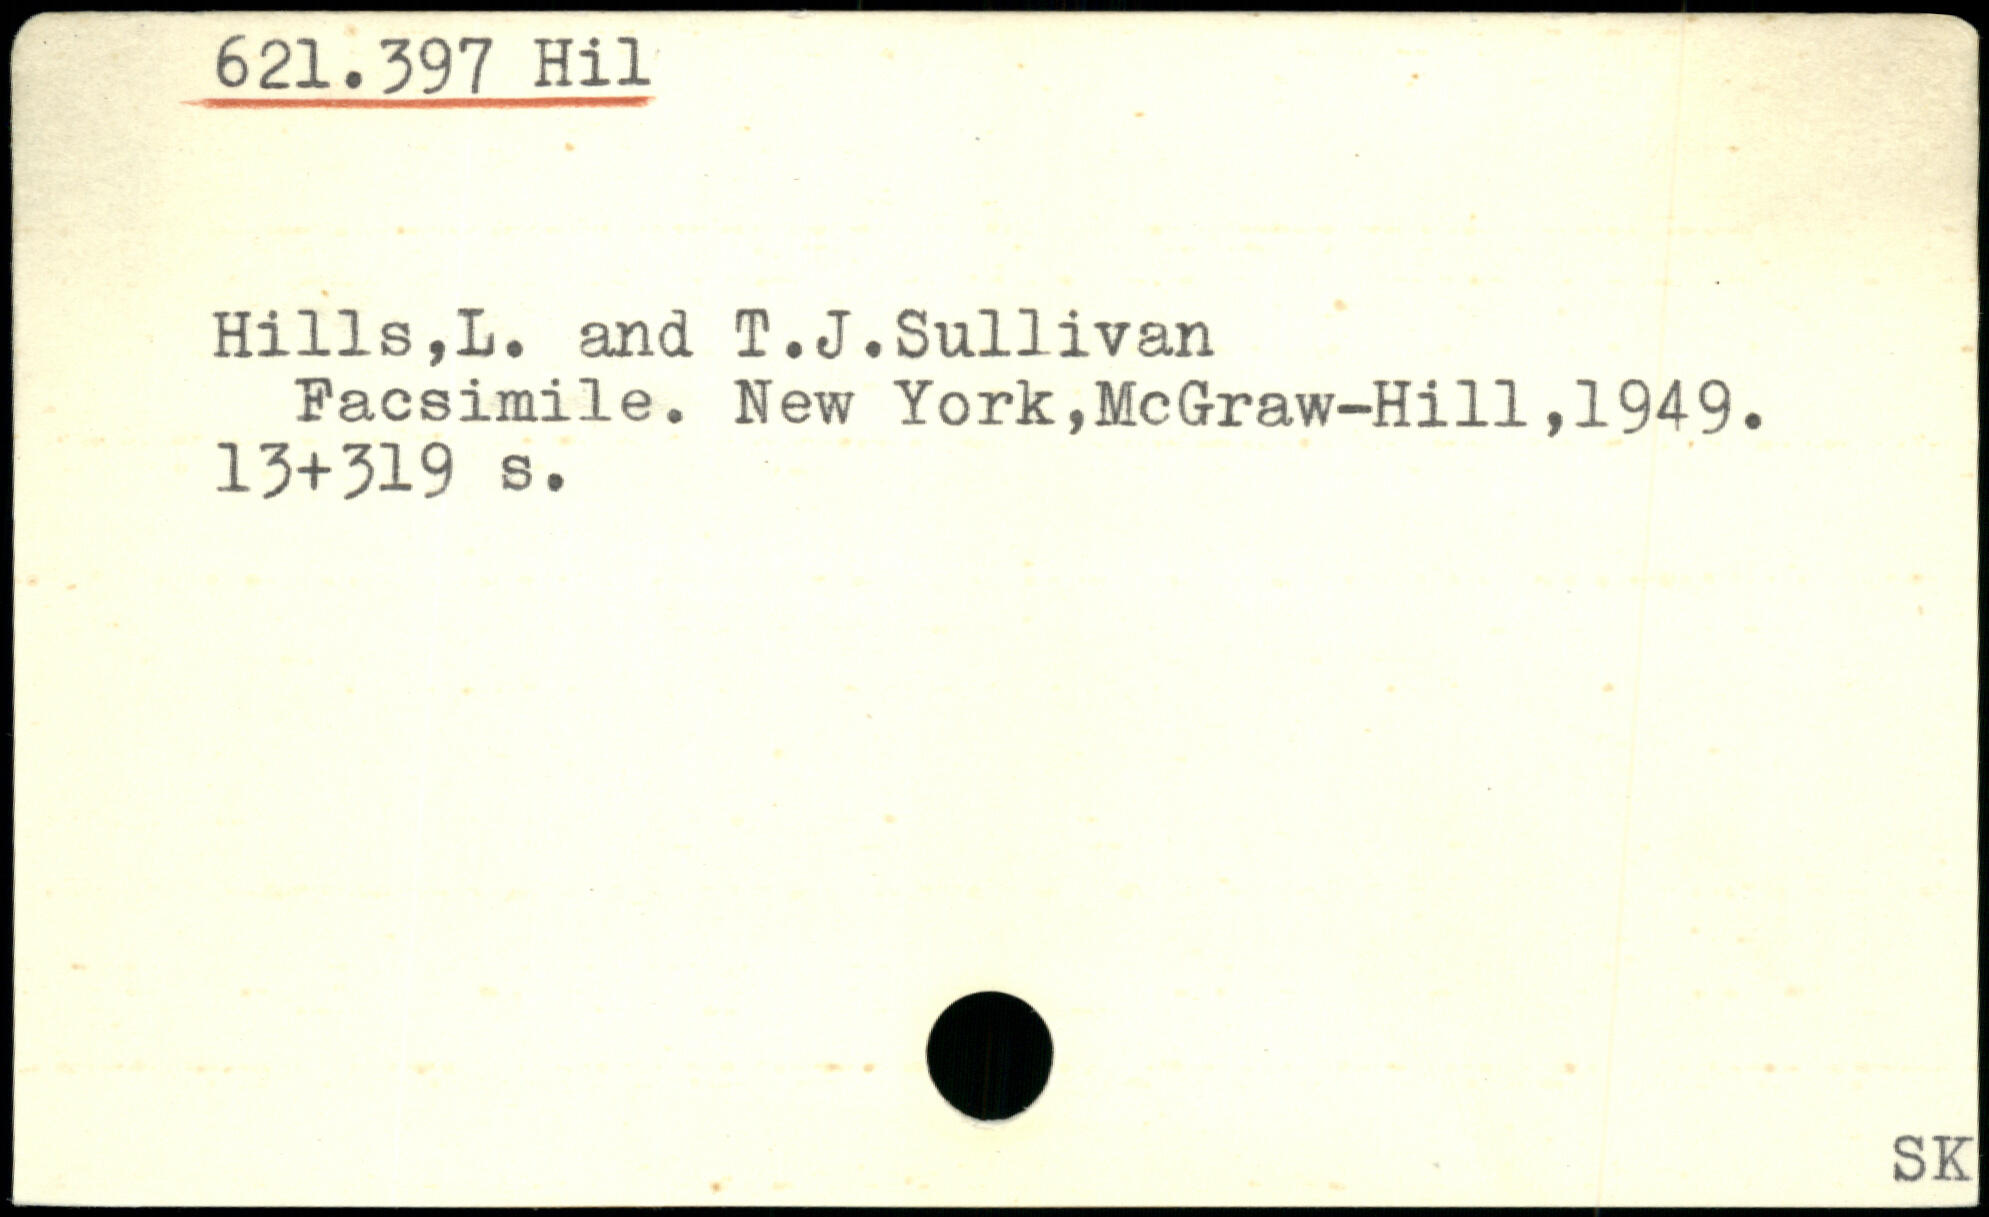 621.397 Hil
Hills,L. and T.J.Sullivan
Facsimile. New York,McGraw-Hill,1949.
13+319 s.
SK